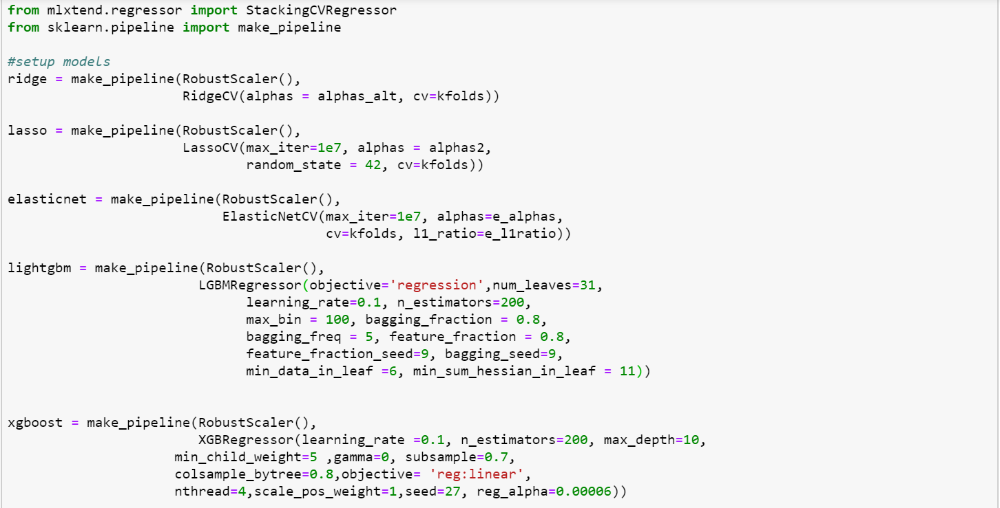 from mlxtend.regressor import StackingCVRegressor
from sklearn.pipeline import make_pipeline
#setup models
ridge = make_pipeline(RobustScaler(),
RidgeCV(alphas = alphas_alt, cv=kfolds))
lasso = make_pipeline(RobustScaler(),
LassoCV(max_iter=1e7, alphas = alphas2,
random_state = 42, cv=kfolds))
elasticnet = make_pipeline(RobustScaler(),
ElasticNetCV(max_iter=1e7, alphas=e_alphas,
cv=kfolds, l1_ratio=e_l1ratio))
lightgbm = make_pipeline(RobustScaler(),
LGBMRegressor(objective='regression',num_leaves=31,
learning_rate=0.1, n_estimators=200,
max_bin = 100, bagging_fraction = 0.8,
bagging_freq = 5, feature_fraction = 0.8,
feature_fraction_seed=9, bagging_seed=9,
min_data_in_leaf =6, min_sum_hessian_in_leaf = 11))
xgboost = make_pipeline(RobustScaler(),
XGBRegressor(learning_rate =0.1, n_estimators=200, max_depth=10,
min_child_weight=5 ,gamma=0, subsample=0.7,
colsample_bytree=0.8,objective= 'reg:linear',
nthread=4,scale_pos_weight=1,seed=27, reg_alpha=0.00006))